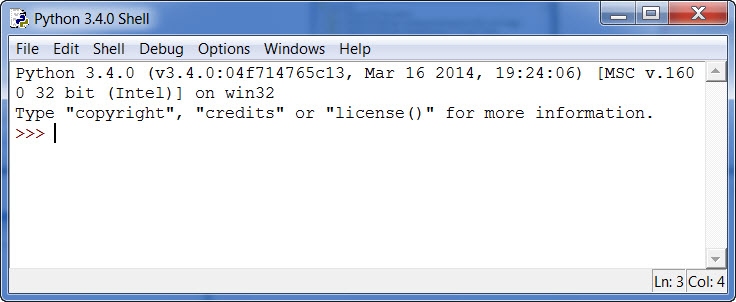 Python 3.4.0 Shell
File Edit Shell Debug Options Windows Help
Python 3.4.0 (v3.4.0:04f714765c13, Mar 16 2014, 19:24:06) [MSC v.160
0 32 bit (Intel)] on win32
Type "copyright", "credits" or "license()" for more information.
>>>
Ln: 3 Col: 4